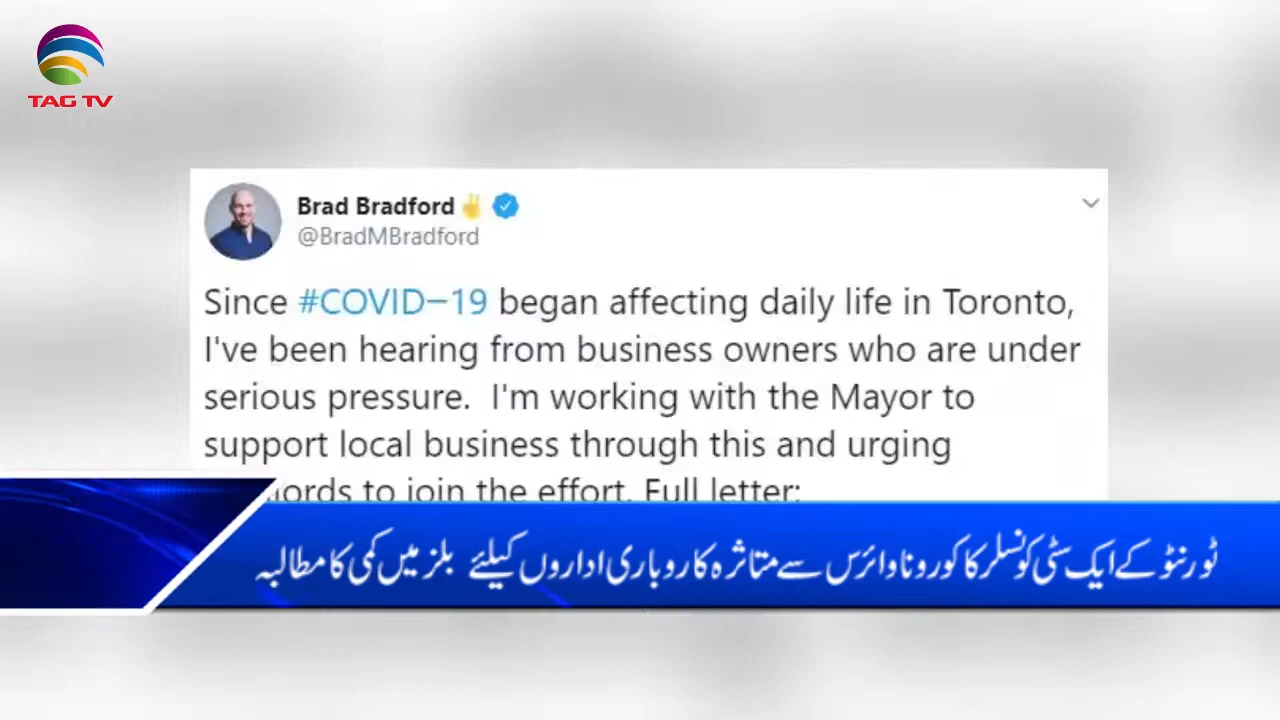 TAG TV
Brad Bradford✌️
@BradMBradford
Since #COVID-19 began affecting daily life in Toronto,
I've been hearing from business owners who are under
serious pressure. I'm working with the Mayor to
support local business through this and urging
lords to join the effort. Full letter:
ٹورنٹو کے ایک سٹی کونسلر کا کورونا وائرس سے متاثرہ کاروباری اداروں کیلئے بلز میں کمی کا مطالبہ